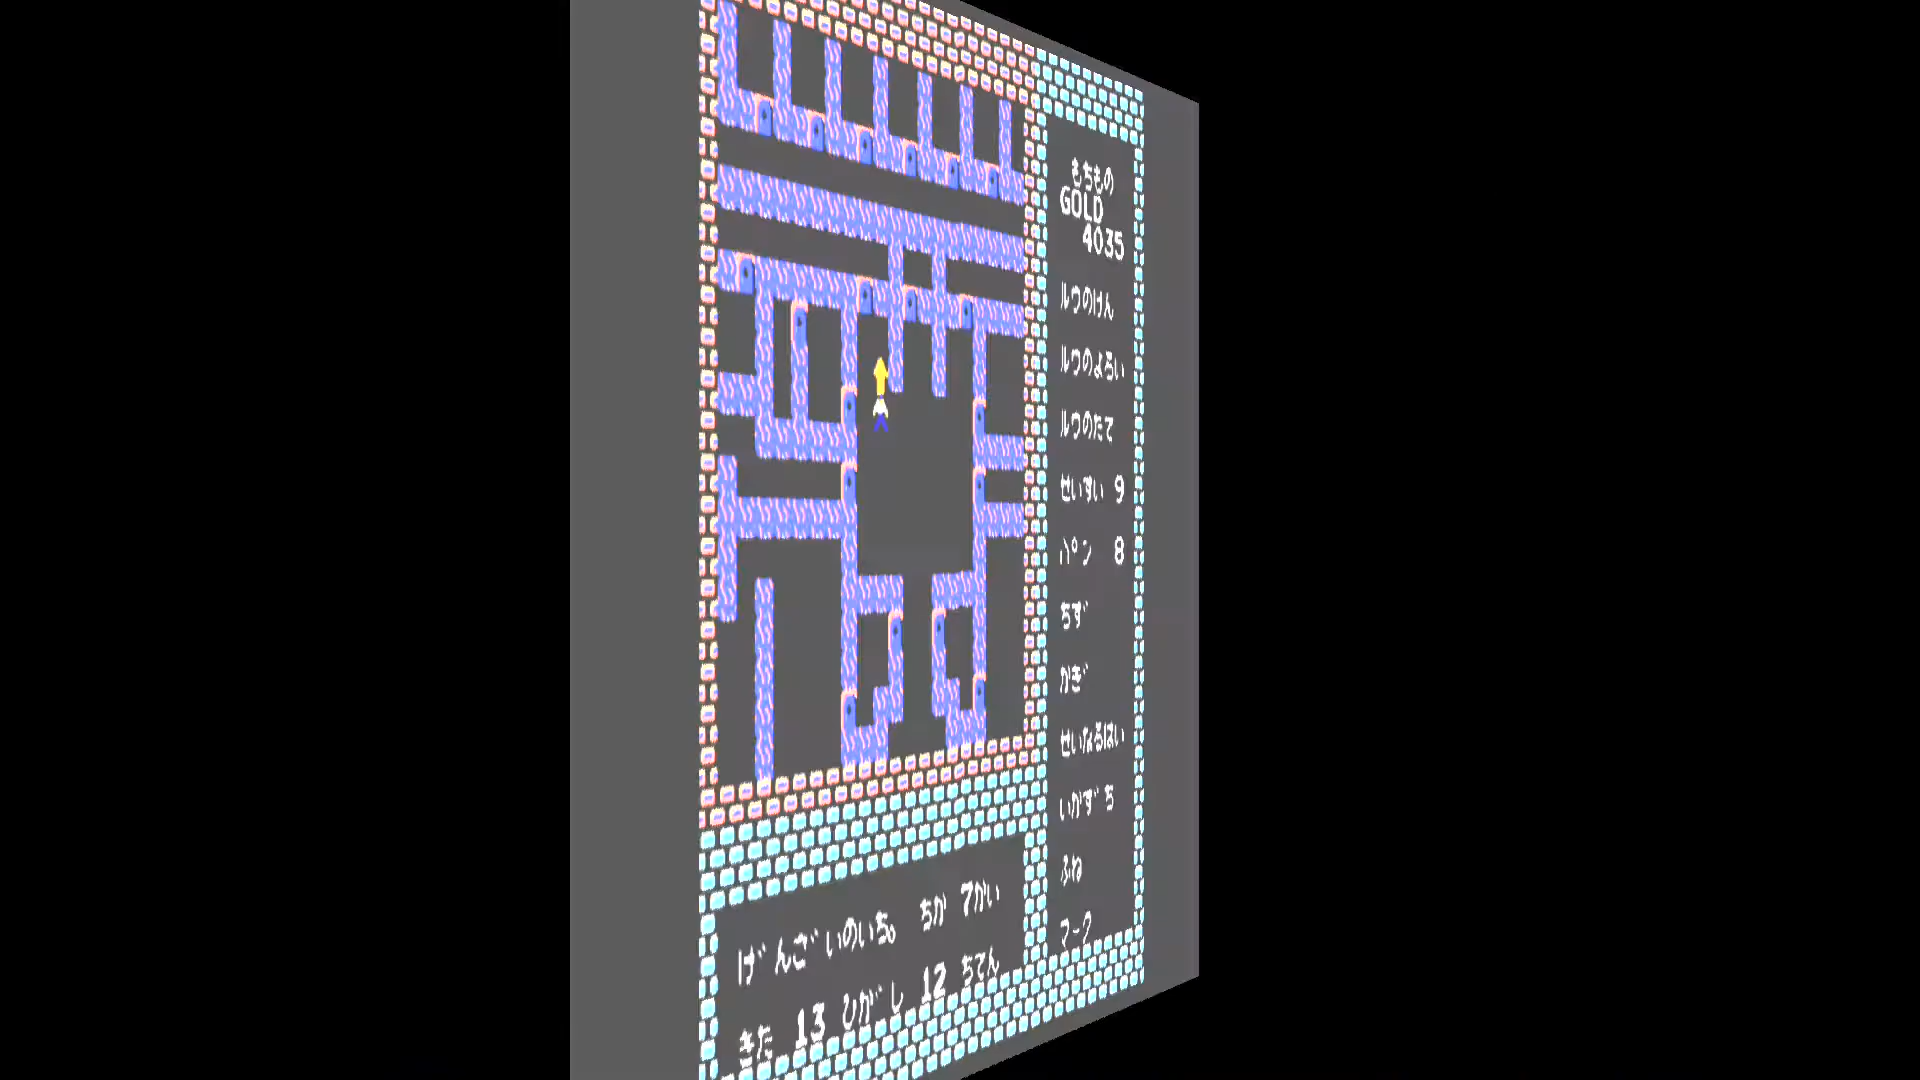 もちもの
GOLD
4035
ルウのけん
ルウのよろい
ルウのたて
せいすい 9
パン 8
ちず
かぎ
せいなるはい
いかずち
ふね
マーク
げんざいのいち。 ちか 7かい
きた 13 ひがし 12 ちてん